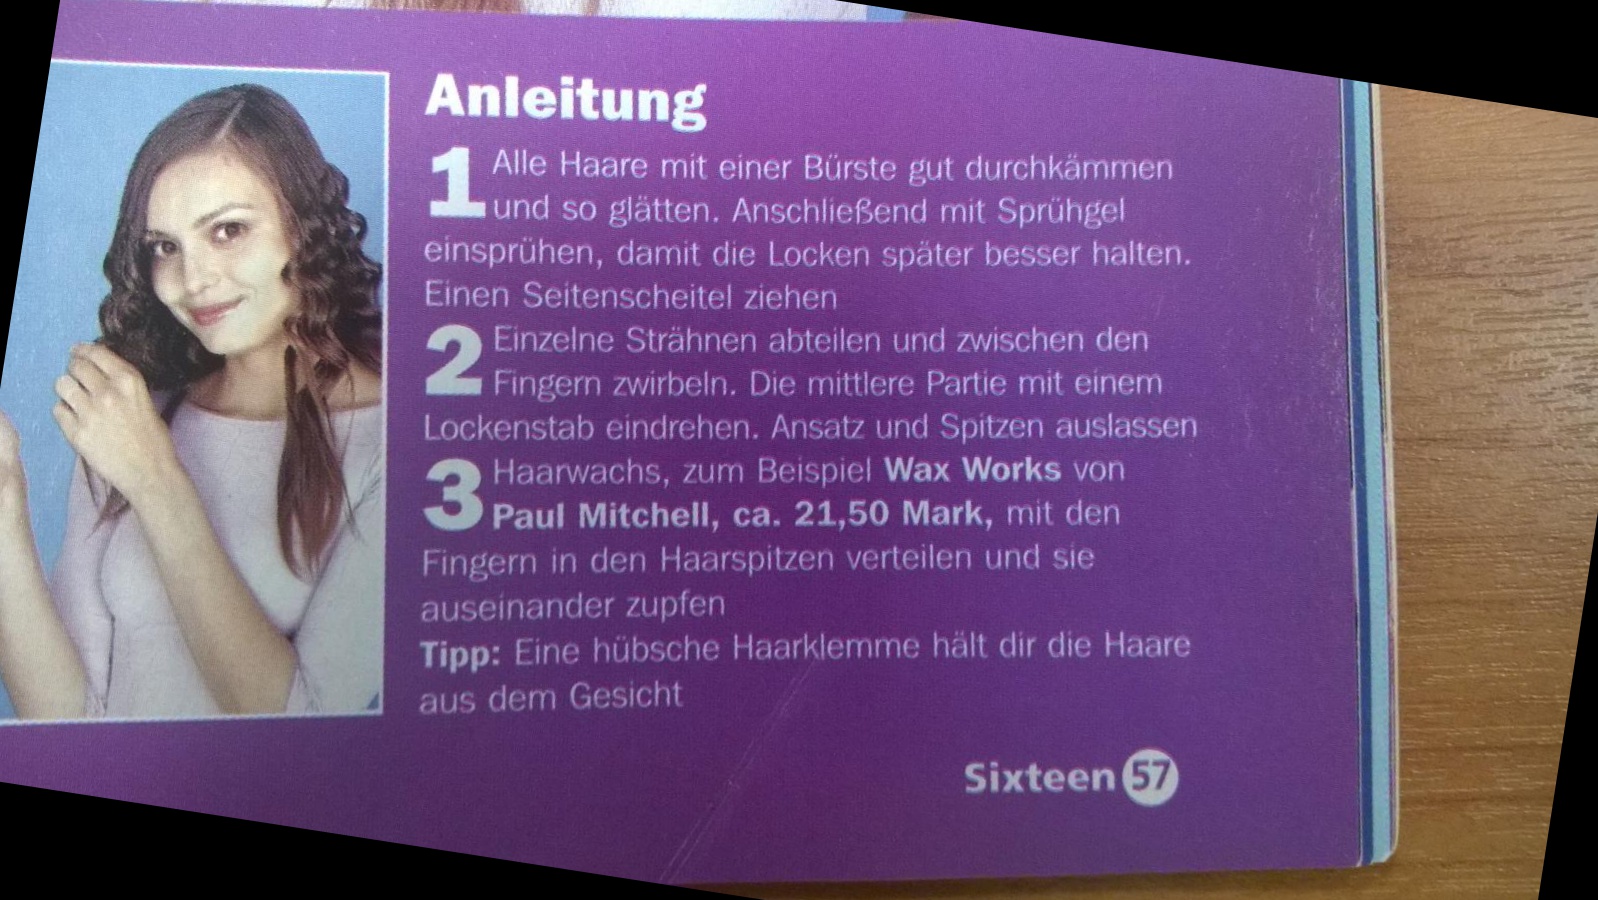 Anleitung
1 Alle Haare mit einer Bürste gut durchkämmen
und so glätten. Anschließend mit Sprühgel
einsprühen, damit die Locken später besser halten.
Einen Seitenscheitel ziehen
2 Einzelne Strähnen abteilen und zwischen den
Fingern zwirbeln. Die mittlere Partie mit einem
Lockenstab eindrehen. Ansatz und Spitzen auslassen
3 Haarwachs, zum Beispiel Wax Works von
Paul Mitchell, ca. 21,50 Mark, mit den
Fingern in den Haarspitzen verteilen und sie
auseinander zupfen
Tipp: Eine hübsche Haarklemme hält dir die Haare
aus dem Gesicht
Sixteen 57